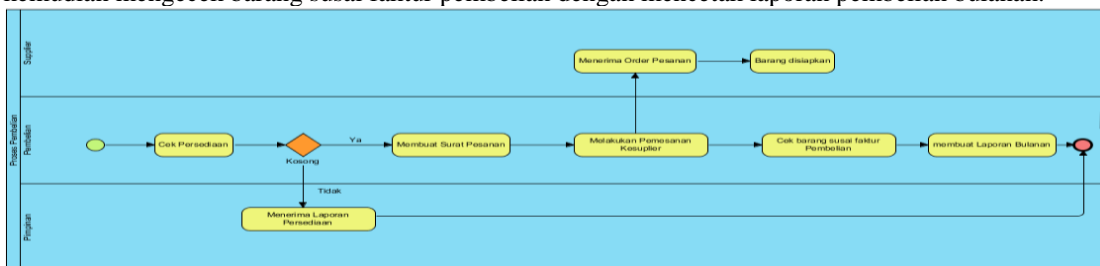 kemudian mengecek barang susai faktur pembelian dengan mencetak laporan pembelian bulanan.
Proses Pembelian
Supplier
Menerima Order Pesanan
Barang disiapkan
Pembelian
Cek Persediaan
Kosong
Ya
Membuat Surat Pesanan
Melakukan Pemesanan
Kesuplier
Cek barang susai faktur
Pembelian
membuat Laporan Bulanan
Tidak
Pimpinan
Menerima Laporan
Persediaan